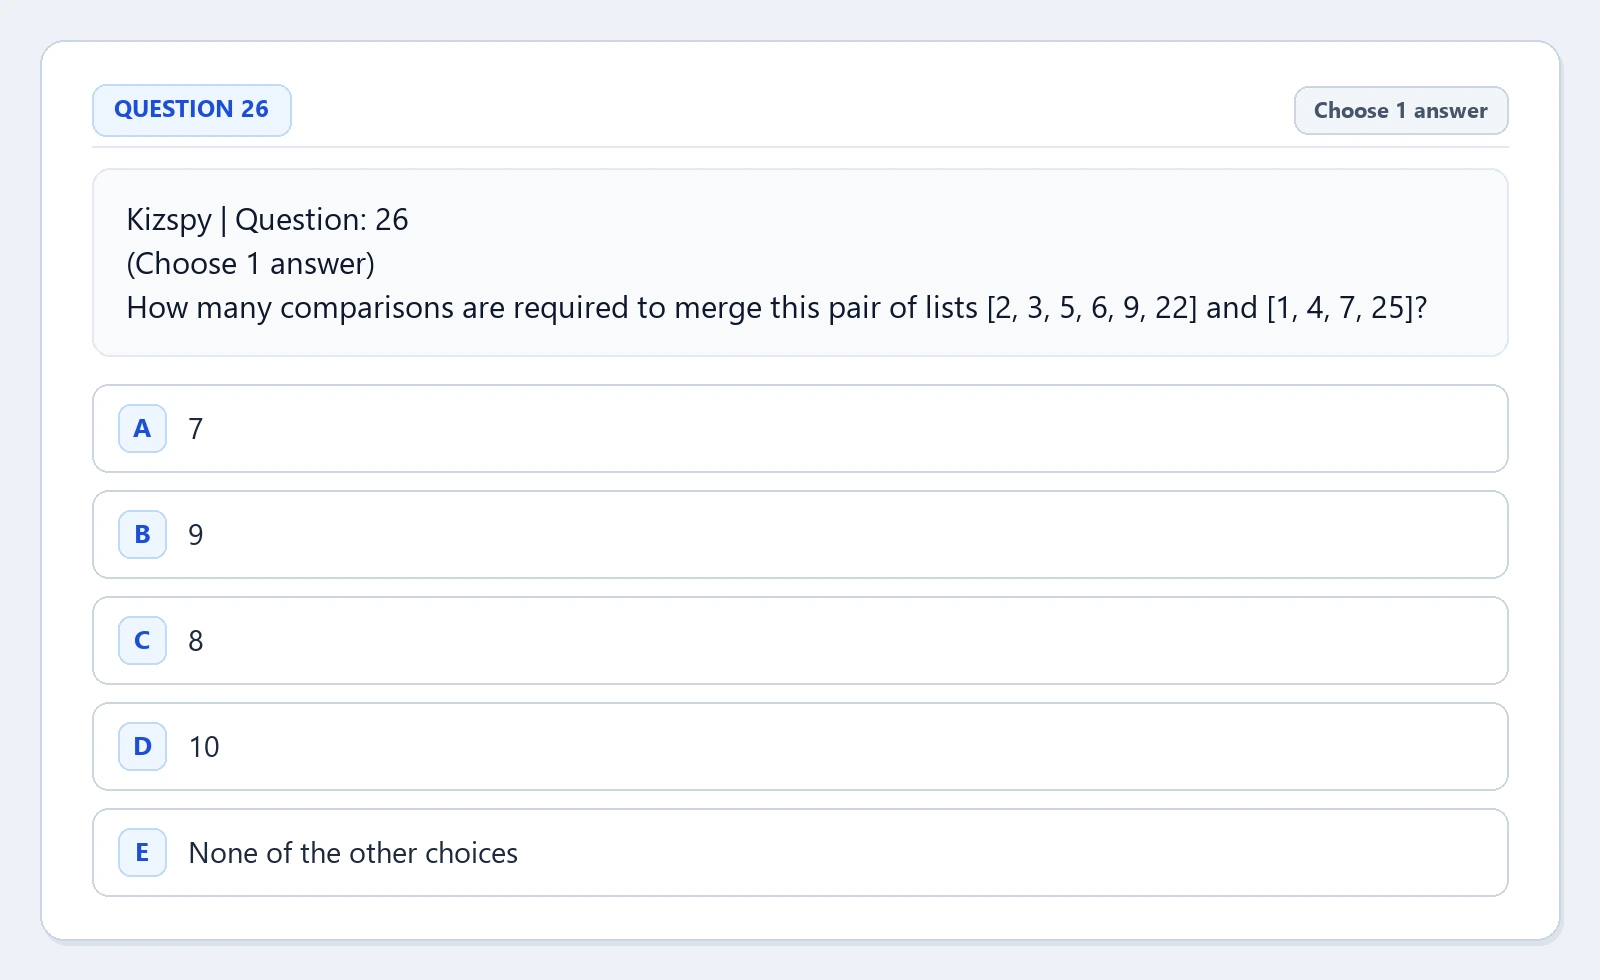 QUESTION 26
Choose 1 answer
Kizspy | Question: 26
(Choose 1 answer)
How many comparisons are required to merge this pair of lists [2, 3, 5, 6, 9, 22] and [1, 4, 7, 25]?
A 7
B 9
C 8
D 10
E None of the other choices